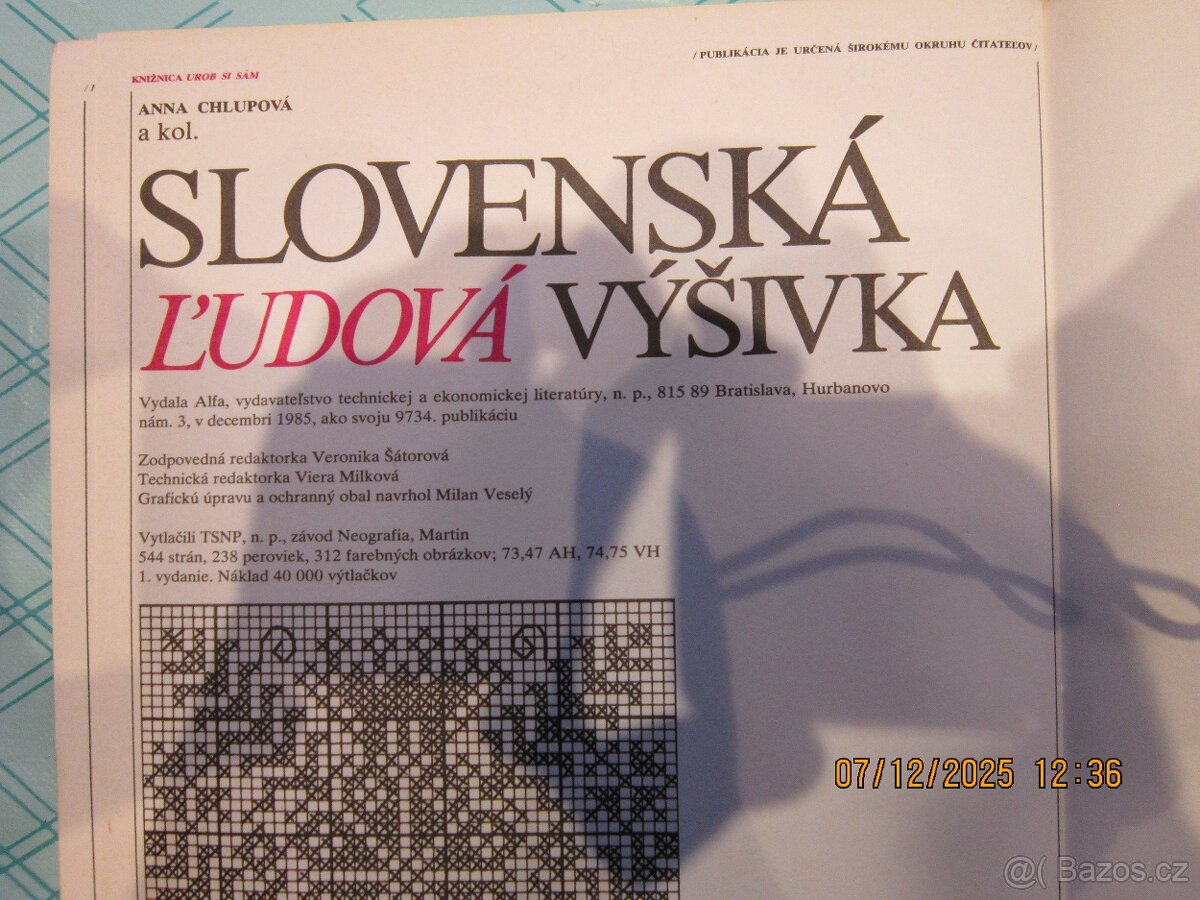 / PUBLIKÁCIA JE URČENÁ ŠIROKÉMU OKRUHU ČITATEĽOV /
KNIŽNICA UROB SI SÁM
/ 1
ANNA CHLUPOVÁ
a kol.
SLOVENSKÁ
ĽUDOVÁ VÝŠIVKA
Vydala Alfa, vydavateľstvo technickej a ekonomickej literatúry, n. p., 815 89 Bratislava, Hurbanovo
nám. 3, v decembri 1985, ako svoju 9734. publikáciu
Zodpovedná redaktorka Veronika Šátorová
Technická redaktorka Viera Milková
Grafickú úpravu a ochranný obal navrhol Milan Veselý
Vytlačili TSNP, n. p., závod Neografia, Martin
544 strán, 238 peroviek, 312 farebných obrázkov; 73,47 AH, 74,75 VH
1. vydanie. Náklad 40 000 výtlačkov
07/12/2025 12:36
@( Bazos.cz